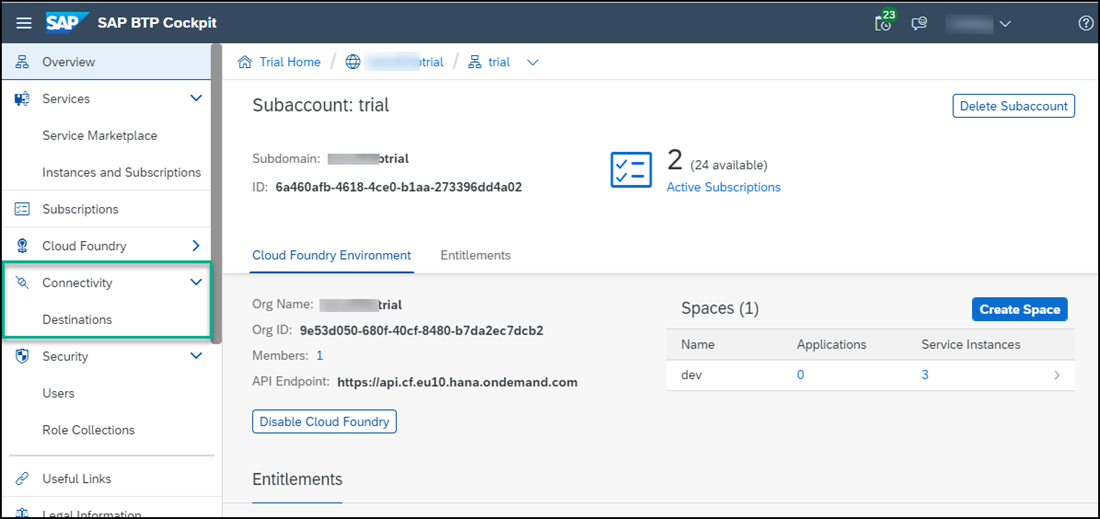 SAP SAP BTP Cockpit 23
Overview
Services
Service Marketplace
Instances and Subscriptions
Subscriptions
Cloud Foundry
Connectivity
Destinations
Security
Users
Role Collections
Useful Links
Legal Information
Trial Home / trial / trial
Subaccount: trial
Delete Subaccount
Subdomain: otrial
ID: 6a460afb-4618-4ce0-b1aa-273396dd4a02
2 (24 available)
Active Subscriptions
Cloud Foundry Environment Entitlements
Org Name: trial
Org ID: 9e53d050-680f-40cf-8480-b7da2ec7dcb2
Members: 1
API Endpoint: https://api.cf.eu10.hana.ondemand.com
Disable Cloud Foundry
Spaces (1)
Create Space
Name Applications Service Instances
dev 0 3
Entitlements